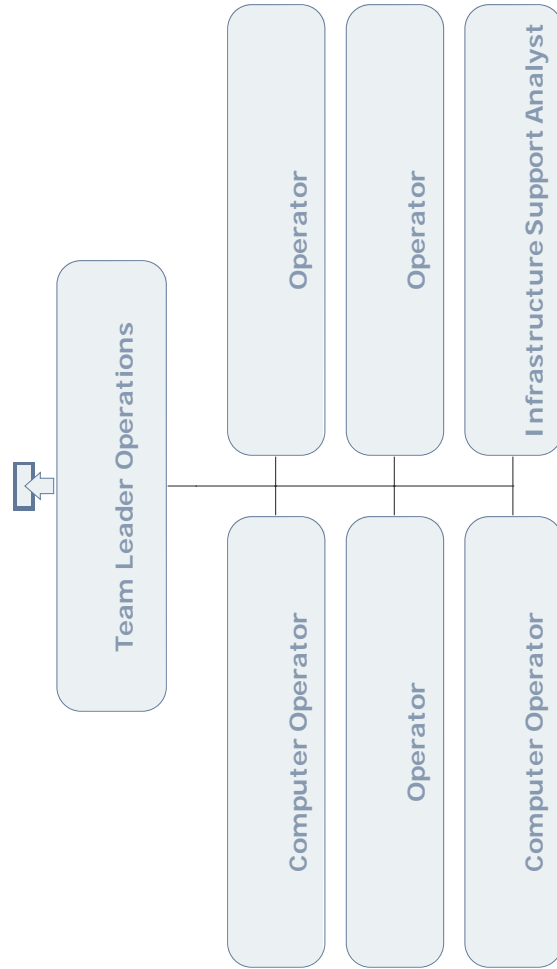 Team Leader Operations
Computer Operator
Operator
Operator
Operator
Computer Operator
Infrastructure Support Analyst